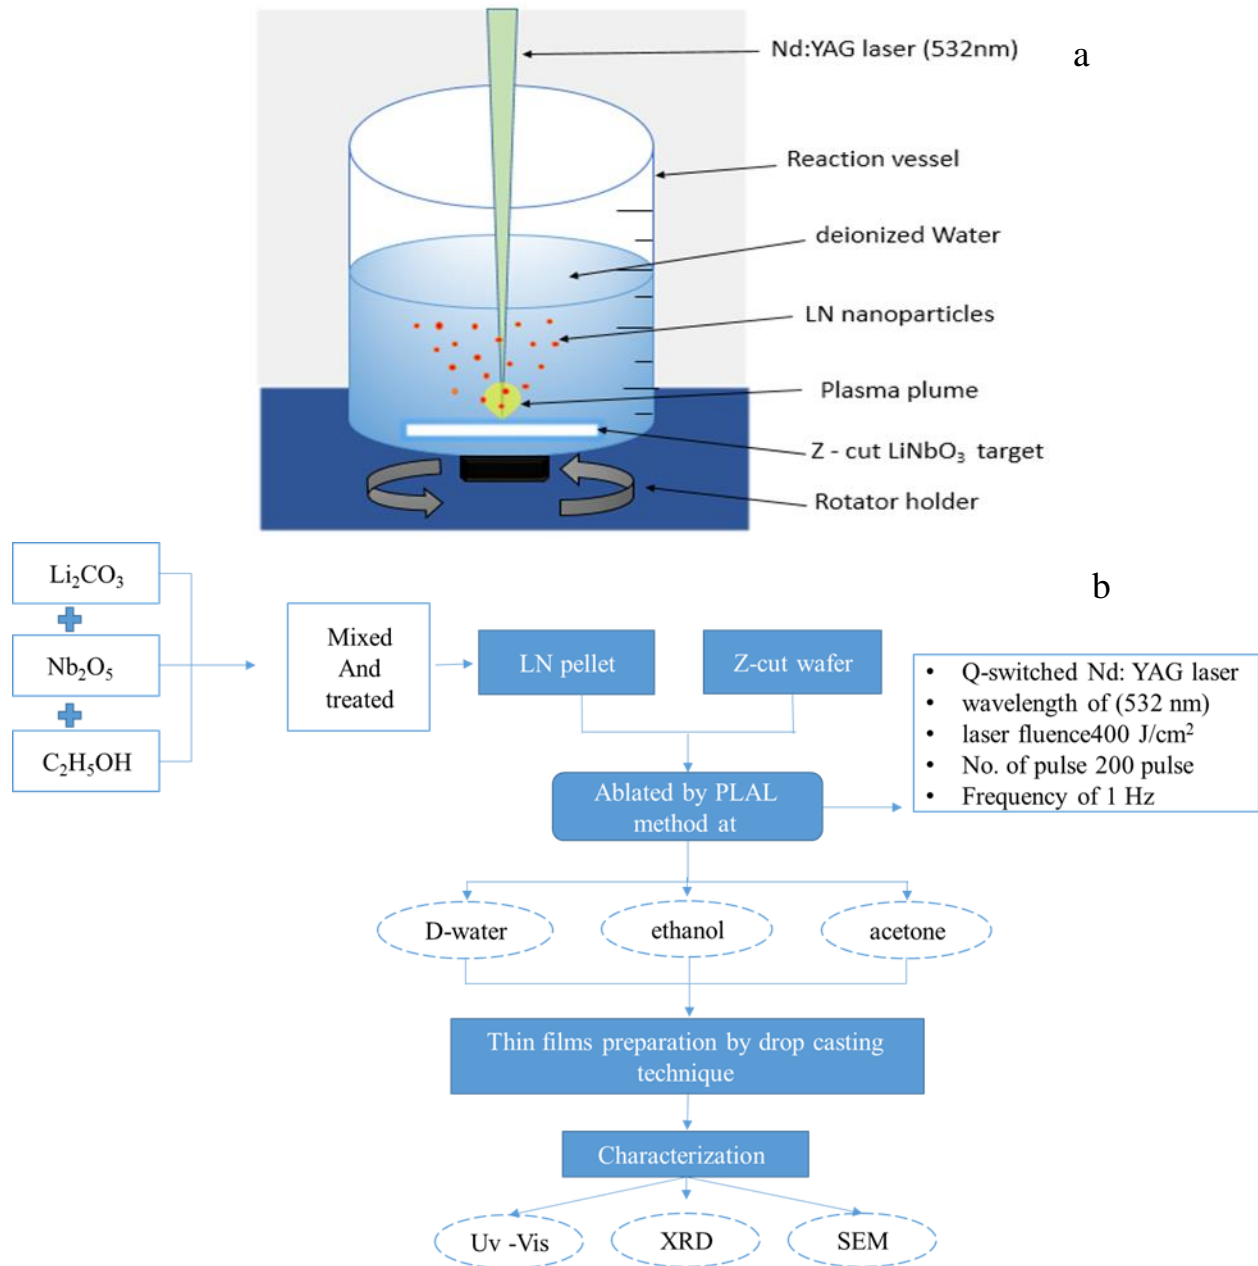 a
Nd:YAG laser (532nm)
Reaction vessel
deionized Water
LN nanoparticles
Plasma plume
Z - cut LiNbO₃ target
Rotator holder
b
Li₂CO₃
Nb₂O₅
C₂H₅OH
Mixed
And
treated
LN pellet
Z-cut wafer
• Q-switched Nd: YAG laser
• wavelength of (532 nm)
• laser fluence400 J/cm²
• No. of pulse 200 pulse
• Frequency of 1 Hz
Ablated by PLAL
method at
D-water
ethanol
acetone
Thin films preparation by drop casting
technique
Characterization
Uv -Vis
XRD
SEM